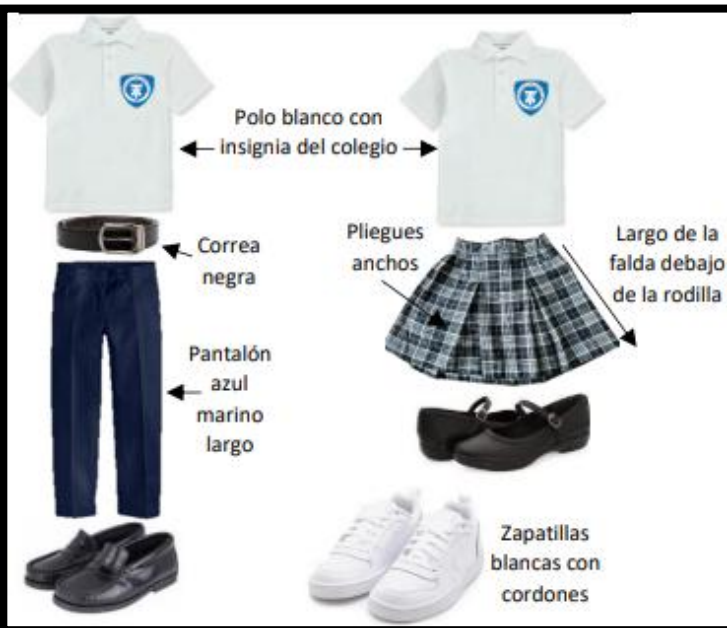 Polo blanco con
insignia del colegio
Correa
negra
Pliegues
anchos
Largo de la
falda debajo
de la rodilla
Pantalón
azul
marino
largo
Zapatillas
blancas con
cordones